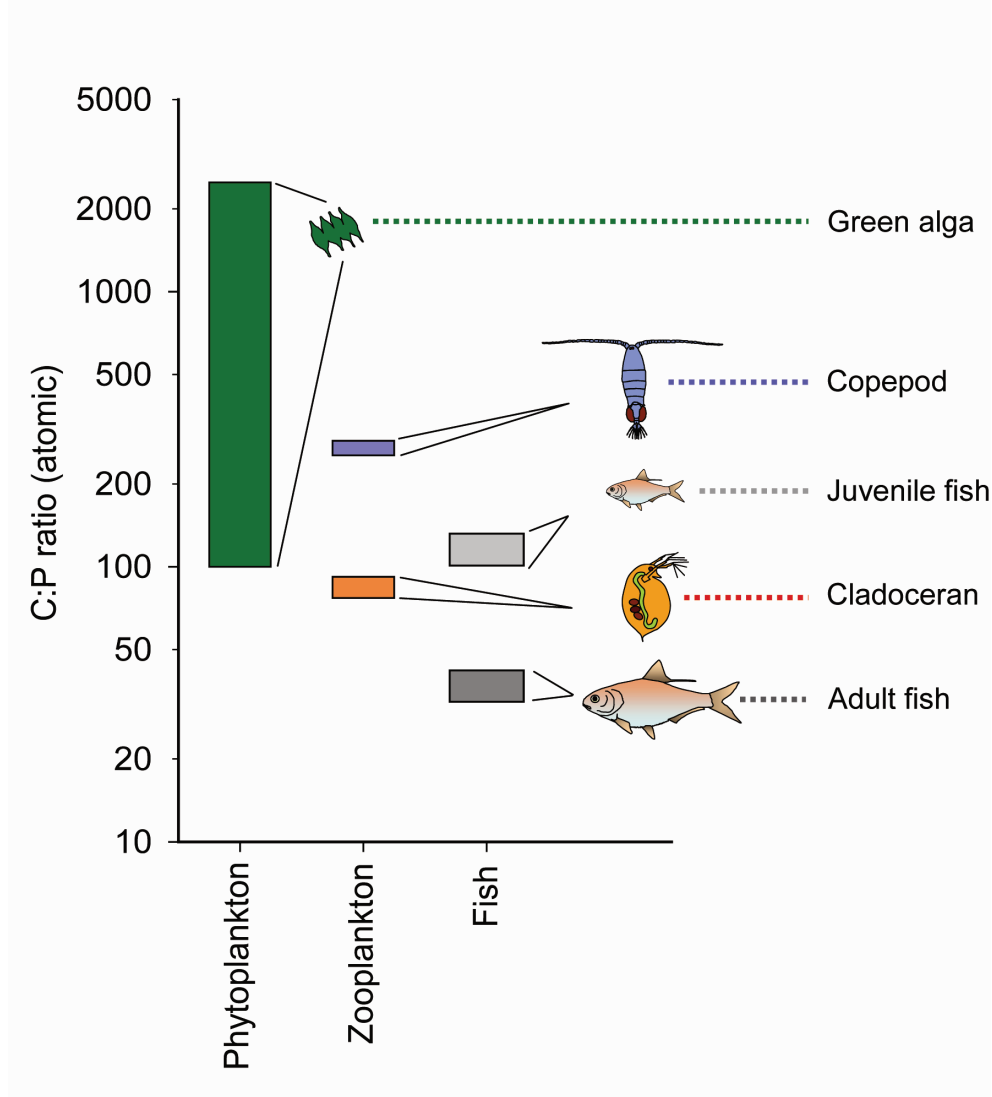 5000
2000
1000
500
200
100
50
20
10
C:P ratio (atomic)
Green alga
Copepod
Juvenile fish
Cladoceran
Adult fish
Phytoplankton
Zooplankton
Fish